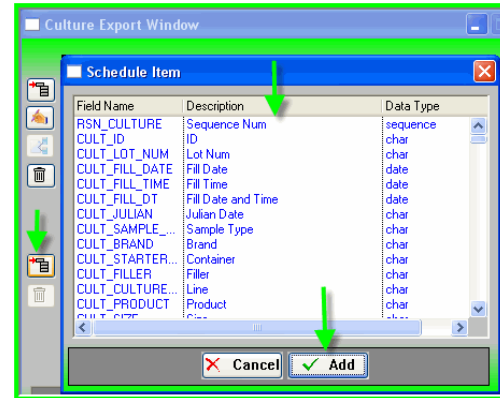 Culture Export Window
Schedule Item
Field Name Description Data Type
RSN_CULTURE Sequence Num sequence
CULT_ID ID char
CULT_LOT_NUM Lot Num char
CULT_FILL_DATE Fill Date date
CULT_FILL_TIME Fill Time date
CULT_FILL_DT Fill Date and Time date
CULT_JULIAN Julian Date char
CULT_SAMPLE_... Sample Type char
CULT_BRAND Brand char
CULT_STARTER... Container char
CULT_FILLER Filler char
CULT_CULTURE... Line char
CULT_PRODUCT Product char
CULT_SIZE Size char
Cancel Add